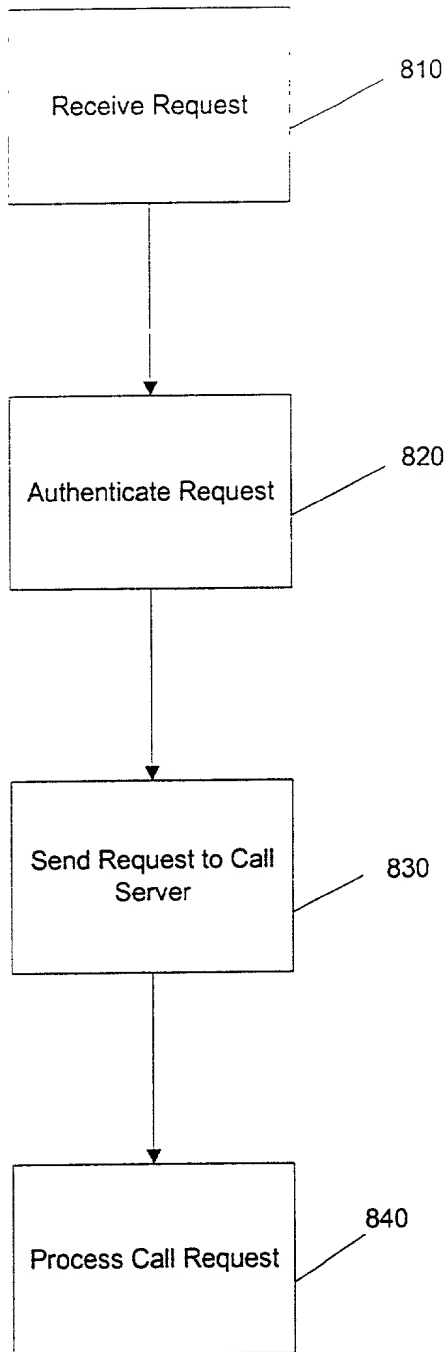 Receive Request
810
Authenticate Request
820
Send Request to Call
Server
830
Process Call Request
840